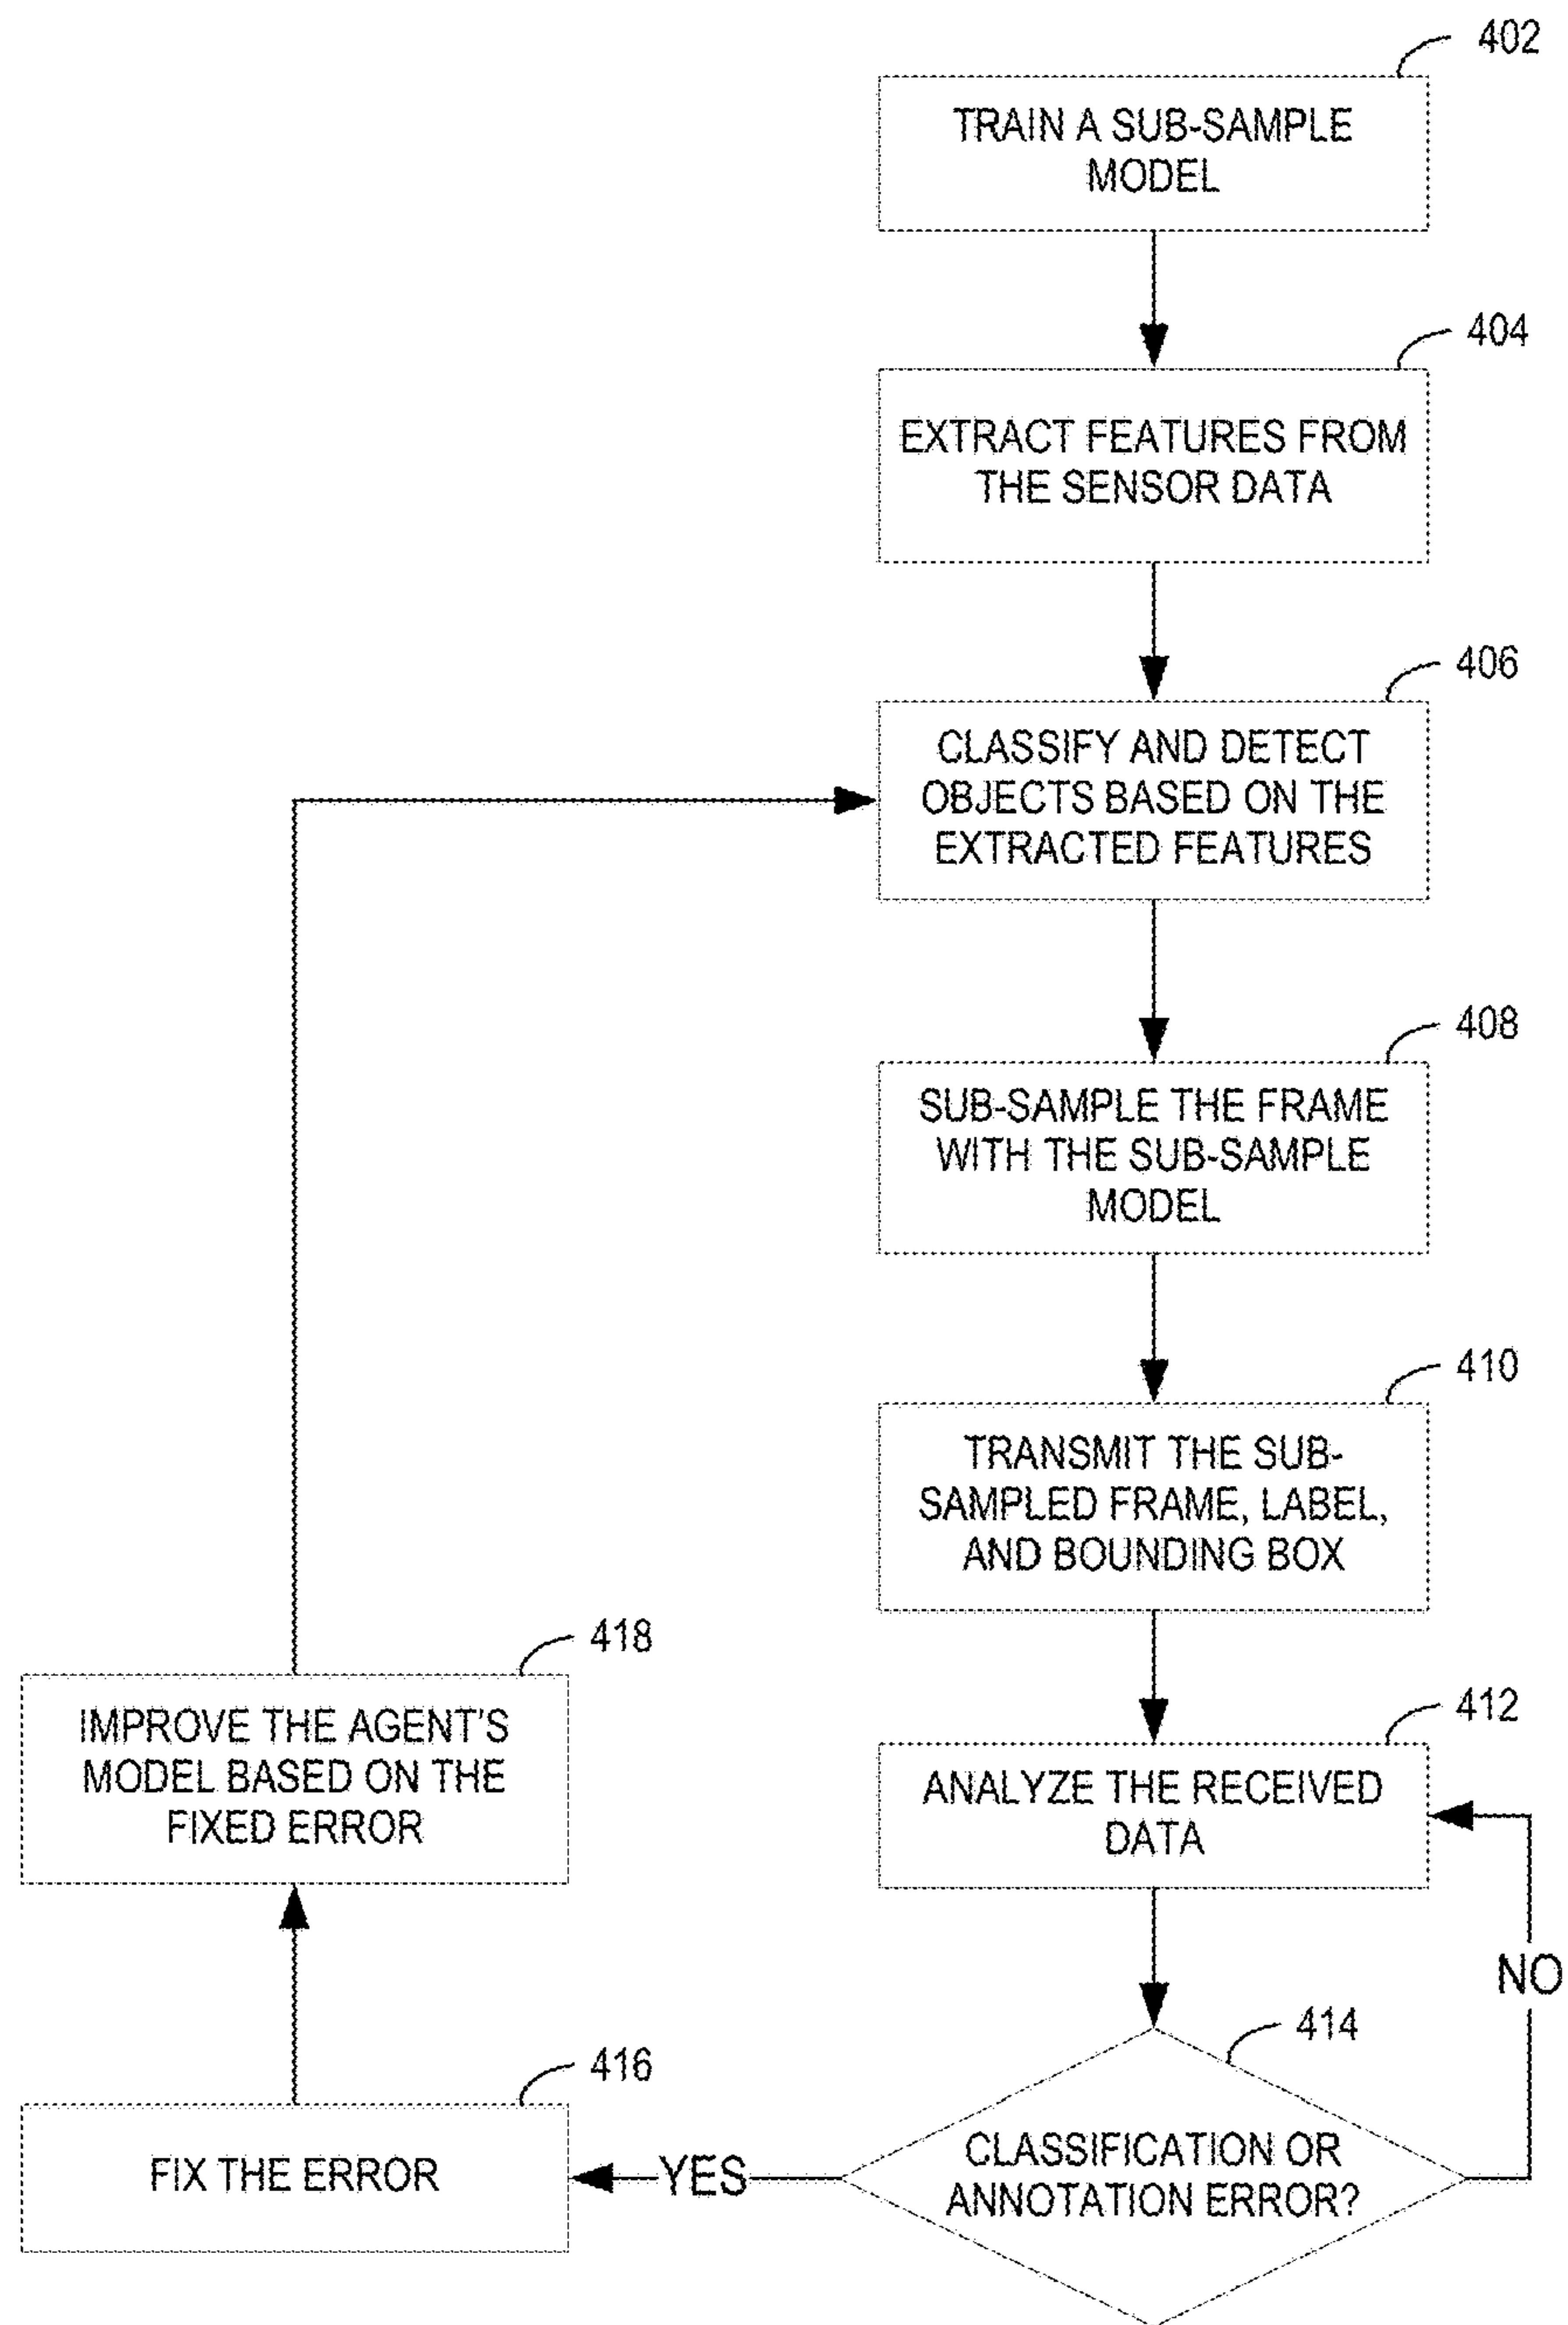 402
TRAIN A SUB-SAMPLE
MODEL
404
EXTRACT FEATURES FROM
THE SENSOR DATA
406
CLASSIFY AND DETECT
OBJECTS BASED ON THE
EXTRACTED FEATURES
408
SUB-SAMPLE THE FRAME
WITH THE SUB-SAMPLE
MODEL
410
TRANSMIT THE SUB-
SAMPLED FRAME, LABEL,
AND BOUNDING BOX
412
ANALYZE THE RECEIVED
DATA
NO
414
CLASSIFICATION OR
ANNOTATION ERROR?
YES
416
FIX THE ERROR
418
IMPROVE THE AGENT'S
MODEL BASED ON THE
FIXED ERROR